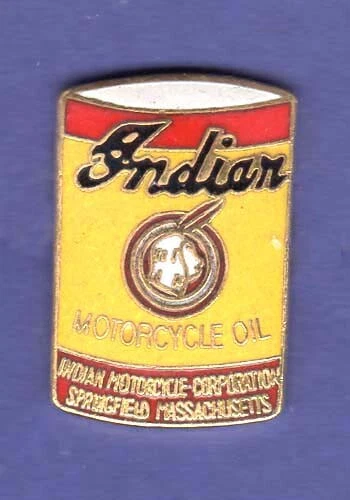 Indian
MOTORCYCLE OIL
INDIAN MOTOCYCLE-CORPORATION
SPRINGFIELD MASSACHUSETTS